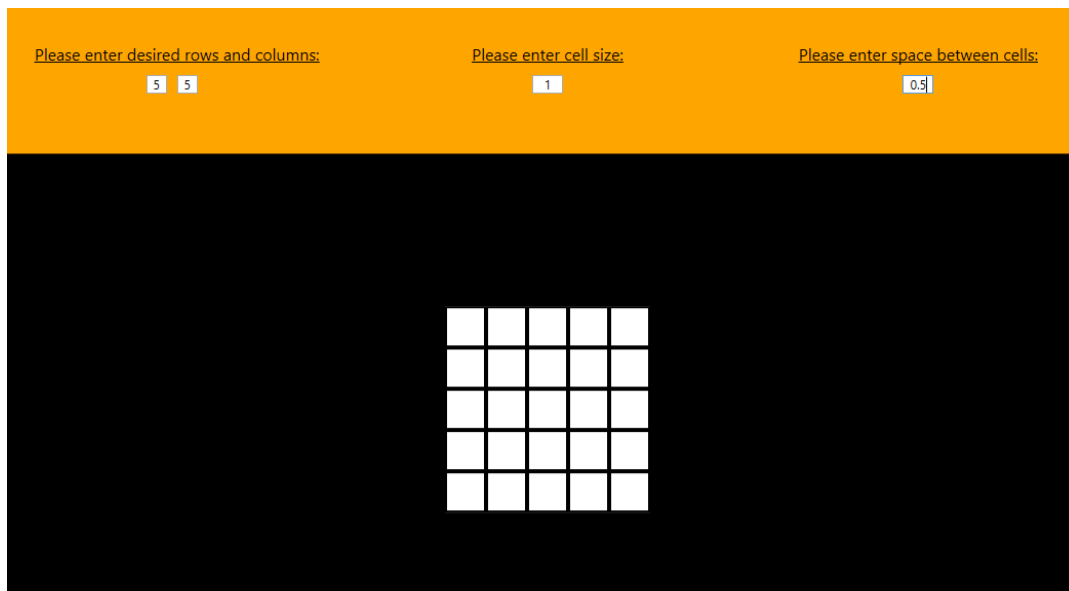 Please enter desired rows and columns:
Please enter cell size:
Please enter space between cells:
5 5
1
0.5